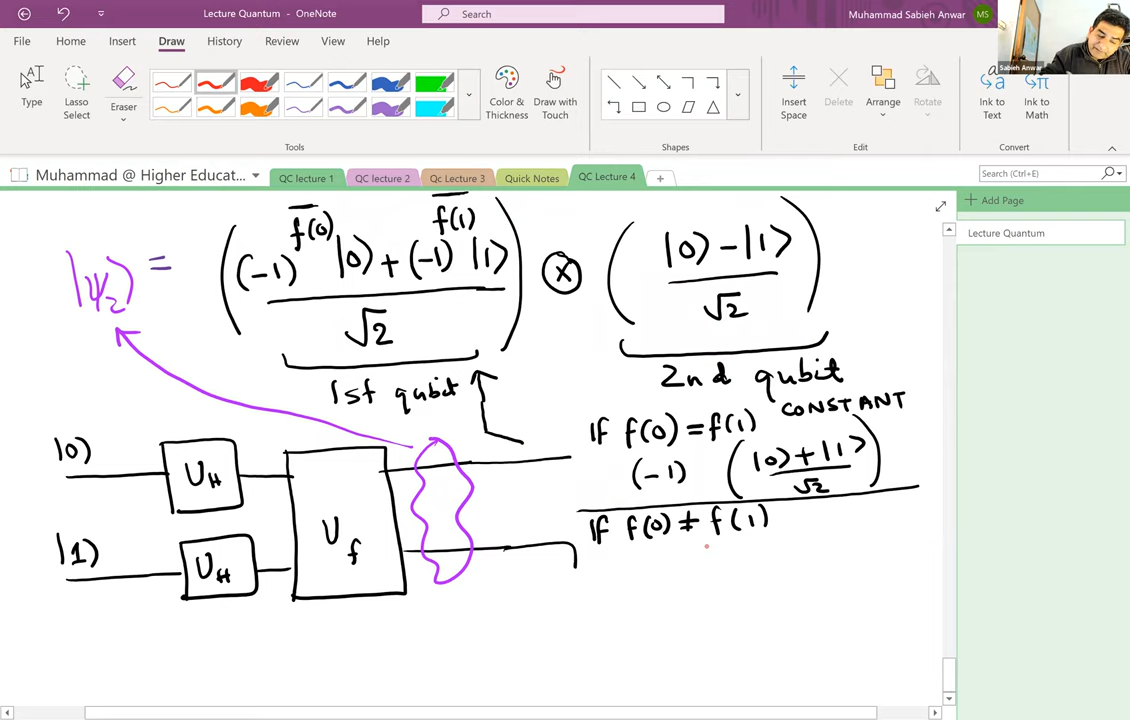 Lecture Quantum - OneNote
Search
Muhammad Sabieh Anwar
MS
File Home Insert Draw History Review View Help
Sabieh Anwar
Type
Lasso Select
Eraser
Color & Thickness
Draw with Touch
Insert Space
Delete
Arrange
Rotate
Ink to Text
Ink to Math
Tools
Shapes
Edit
Convert
Muhammad @ Higher Educat...
QC lecture 1
QC lecture 2
Qc Lecture 3
Quick Notes
QC Lecture 4
Search (Ctrl+E)
Add Page
Lecture Quantum
|ψ₂⟩ = ( (-1)^f(0) |0⟩ + (-1)^f(1) |1⟩ / √2 ) ⊗ ( |0⟩ - |1⟩ / √2 )
1st qubit
2nd qubit
CONSTANT
IF f(0) = f(1)
(-1) ( |0⟩ + |1⟩ / √2 )
IF f(0) ≠ f(1)
|0⟩
U_H
U_f
|1⟩
U_H